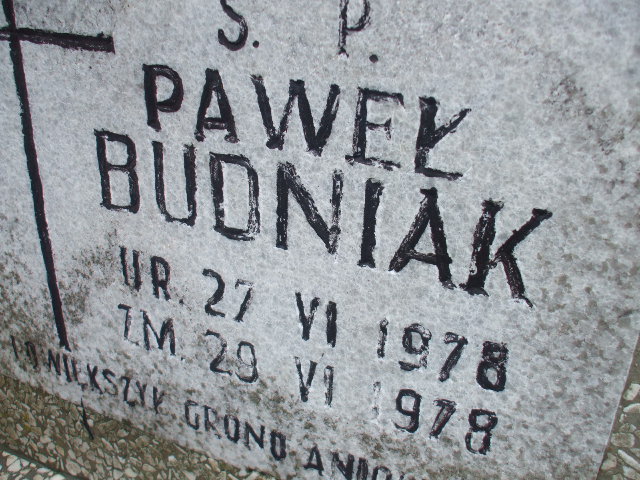 Ś. P.
PAWEŁ
BUDNIAK
UR. 27 VI 1978
ZM. 29 VI 1978
GRONO